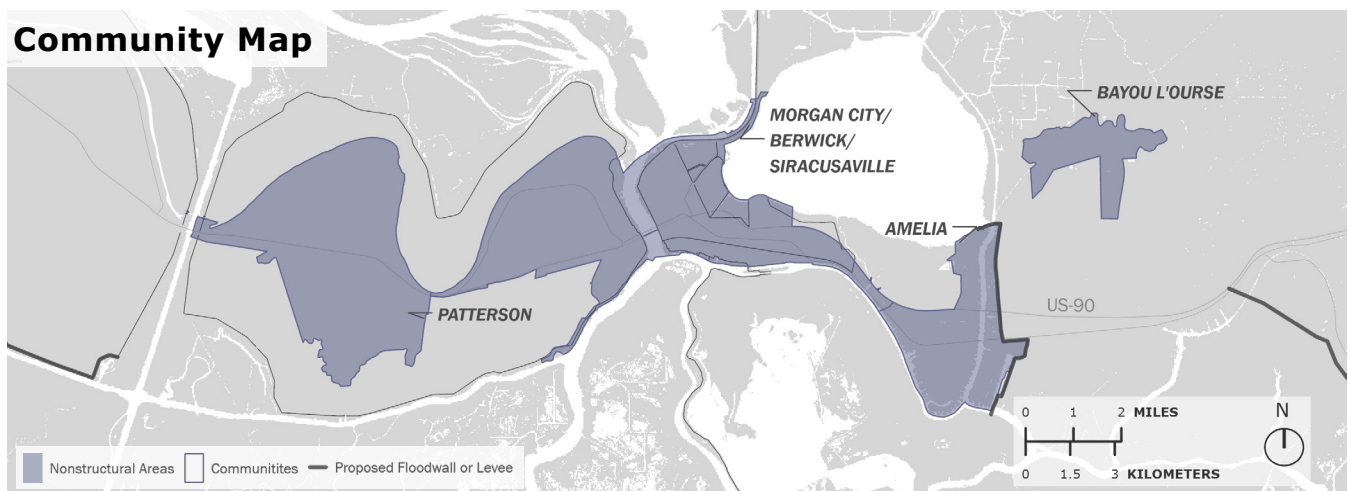 Community Map
BAYOU L'OURSE
MORGAN CITY/
BERWICK/
SIRACUSAVILLE
AMELIA
US-90
PATTERSON
0 1 2 MILES
N
0 1.5 3 KILOMETERS
Nonstructural Areas Communitites Proposed Floodwall or Levee